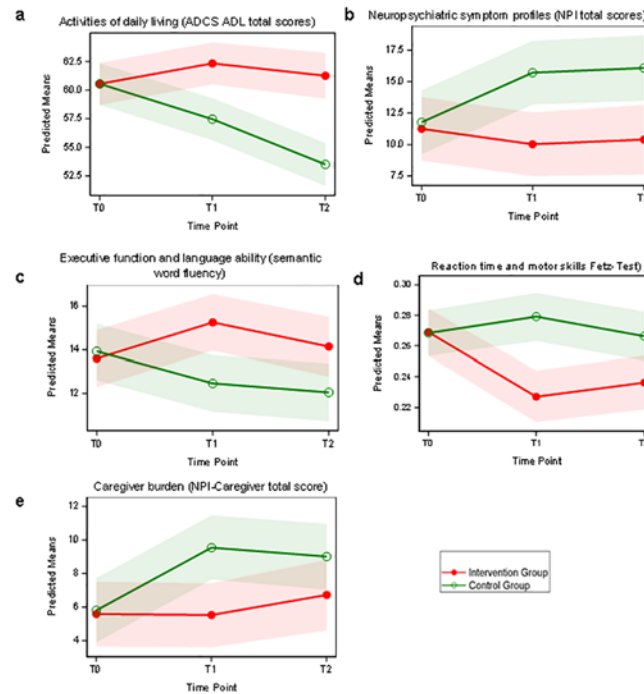 a
Activities of daily living (ADCS ADL total scores)
Predicted Means
62.5
60.0
57.5
55.0
52.5
T0
T1
T2
Time Point
b
Neuropsychiatric symptom profiles (NPI total scores)
Predicted Means
17.5
15.0
12.5
10.0
7.5
T0
T1
Time Point
c
Executive function and language ability (semantic
word fluency)
Predicted Means
16
14
12
T0
T1
T2
Time Point
d
Reaction time and motor skills Fetz-Test)
Predicted Means
0.30
0.28
0.26
0.24
0.22
T0
T1
Time Point
e
Caregiver burden (NPI-Caregiver total score)
Predicted Means
12
10
8
6
4
T0
T1
T2
Time Point
Intervention Group
Control Group